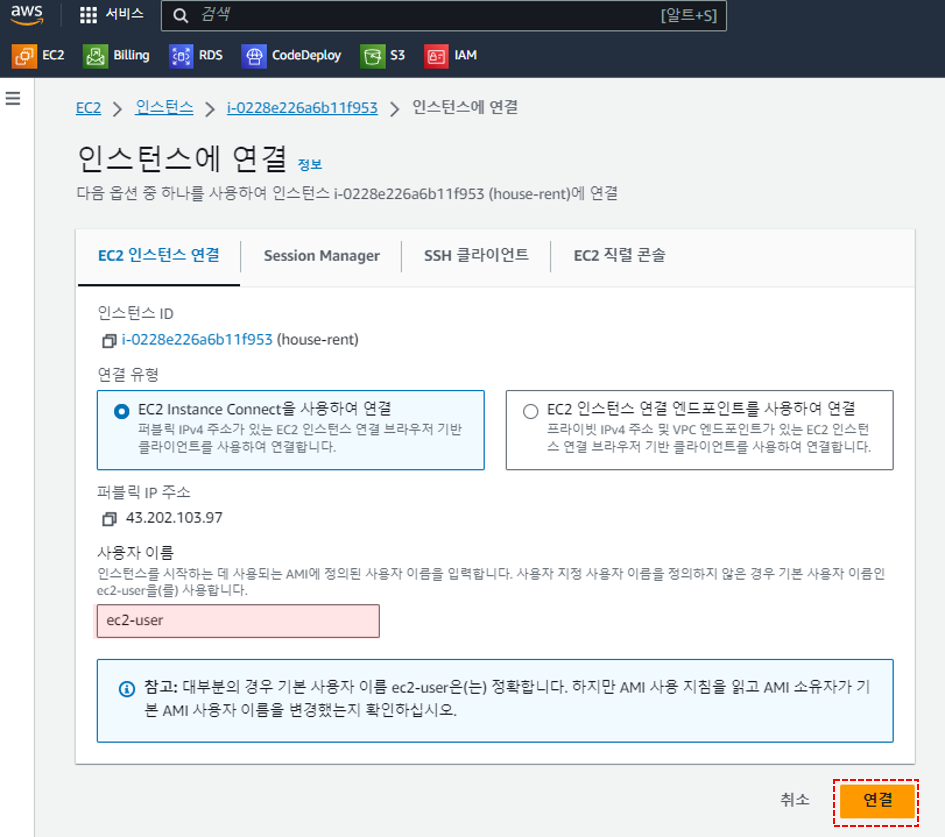 aws
서비스
검색
[알트+S]
EC2
Billing
RDS
CodeDeploy
S3
IAM
EC2 > 인스턴스 > i-0228e226a6b11f953 > 인스턴스에 연결
인스턴스에 연결 정보
다음 옵션 중 하나를 사용하여 인스턴스 i-0228e226a6b11f953 (house-rent)에 연결
EC2 인스턴스 연결
Session Manager
SSH 클라이언트
EC2 직렬 콘솔
인스턴스 ID
i-0228e226a6b11f953 (house-rent)
연결 유형
EC2 Instance Connect을 사용하여 연결
퍼블릭 IPv4 주소가 있는 EC2 인스턴스 연결 브라우저 기반
클라이언트를 사용하여 연결합니다.
EC2 인스턴스 연결 엔드포인트를 사용하여 연결
프라이빗 IPv4 주소 및 VPC 엔드포인트가 있는 EC2 인스턴
스 연결 브라우저 기반 클라이언트를 사용하여 연결합니다.
퍼블릭 IP 주소
43.202.103.97
사용자 이름
인스턴스를 시작하는 데 사용되는 AMI에 정의된 사용자 이름을 입력합니다. 사용자 지정 사용자 이름을 정의하지 않은 경우 기본 사용자 이름인
ec2-user을(를) 사용합니다.
ec2-user
참고: 대부분의 경우 기본 사용자 이름 ec2-user은(는) 정확합니다. 하지만 AMI 사용 지침을 읽고 AMI 소유자가 기
본 AMI 사용자 이름을 변경했는지 확인하십시오.
취소
연결